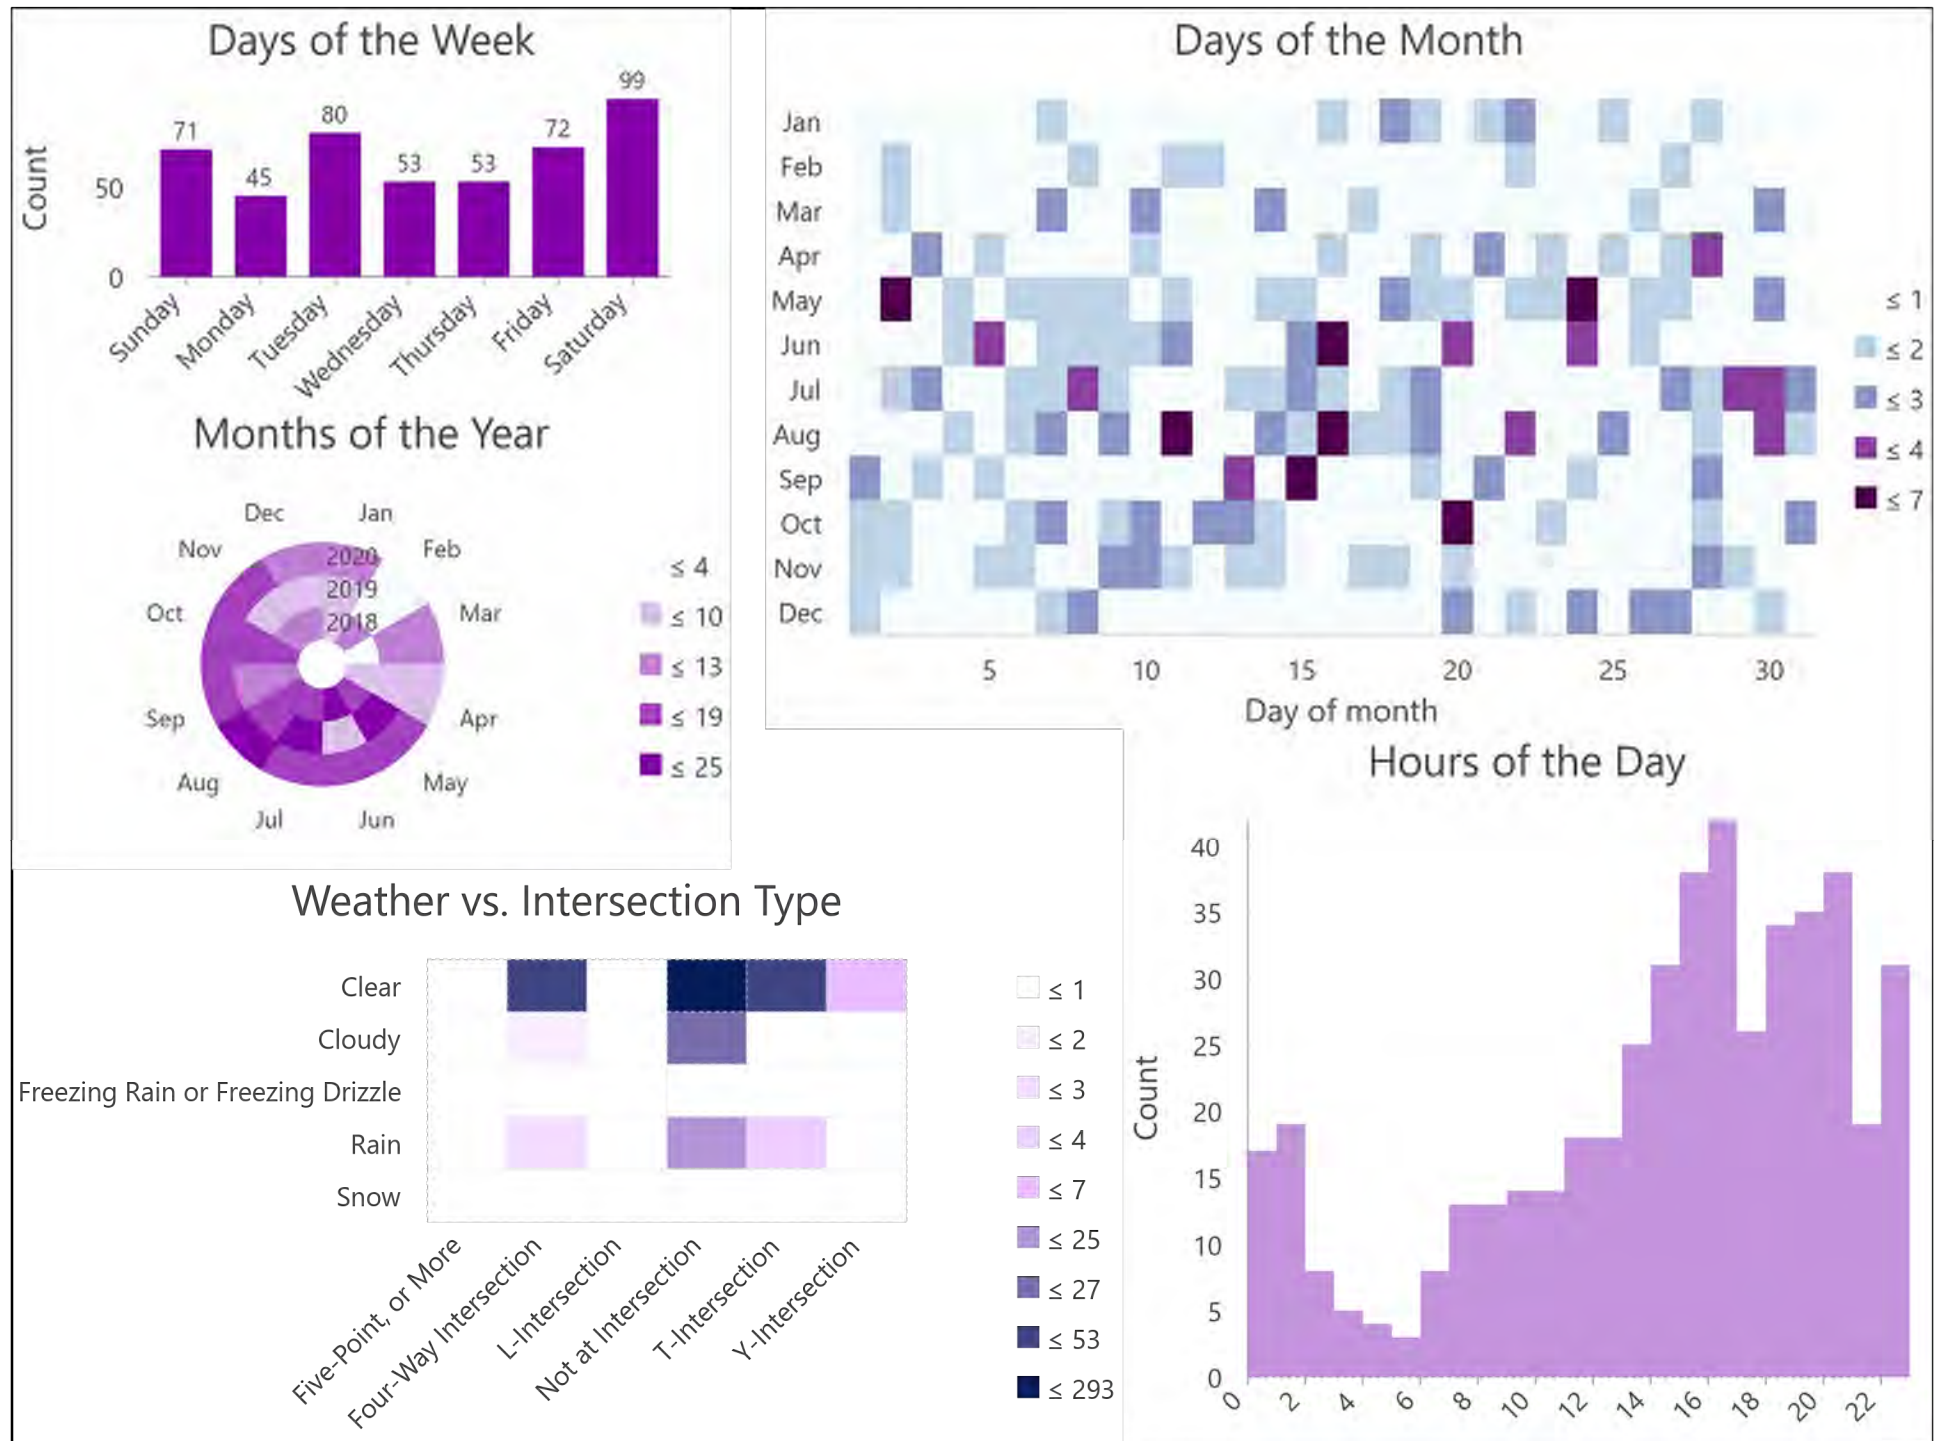 Days of the Week
Count
99
80
71
72
53
53
45
50
0
Sunday
Monday
Tuesday
Wednesday
Thursday
Friday
Saturday
Months of the Year
Dec
Jan
Nov
Feb
Oct
Mar
Sep
Apr
Aug
May
Jul
Jun
2020
2019
2018
≤ 4
≤ 10
≤ 13
≤ 19
≤ 25
Days of the Month
Jan
Feb
Mar
Apr
May
Jun
Jul
Aug
Sep
Oct
Nov
Dec
5 10 15 20 25 30
Day of month
≤ 1
≤ 2
≤ 3
≤ 4
≤ 7
Weather vs. Intersection Type
Clear
Cloudy
Freezing Rain or Freezing Drizzle
Rain
Snow
Five-Point, or More
Four-Way Intersection
L-Intersection
Not at Intersection
T-Intersection
Y-Intersection
≤ 1
≤ 2
≤ 3
≤ 4
≤ 7
≤ 25
≤ 27
≤ 53
≤ 293
Hours of the Day
Count
40
35
30
25
20
15
10
5
0
0 2 4 6 8 10 12 14 16 18 20 22